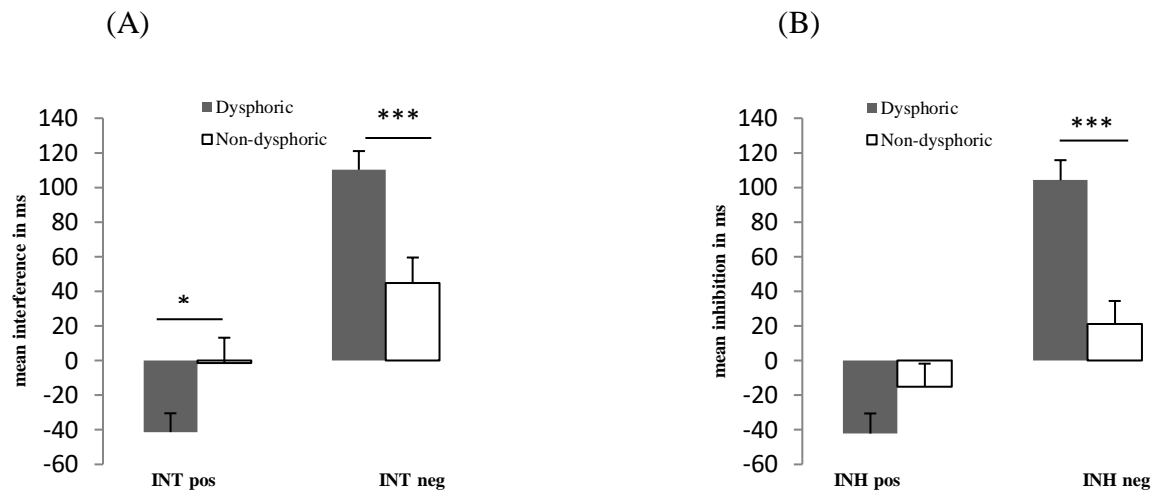 (A)
mean interference in ms
140
120
100
80
60
40
20
0
-20
-40
-60
Dysphoric
Non-dysphoric
*
***
INT pos
INT neg
(B)
mean inhibition in ms
140
120
100
80
60
40
20
0
-20
-40
-60
Dysphoric
Non-dysphoric
***
INH pos
INH neg